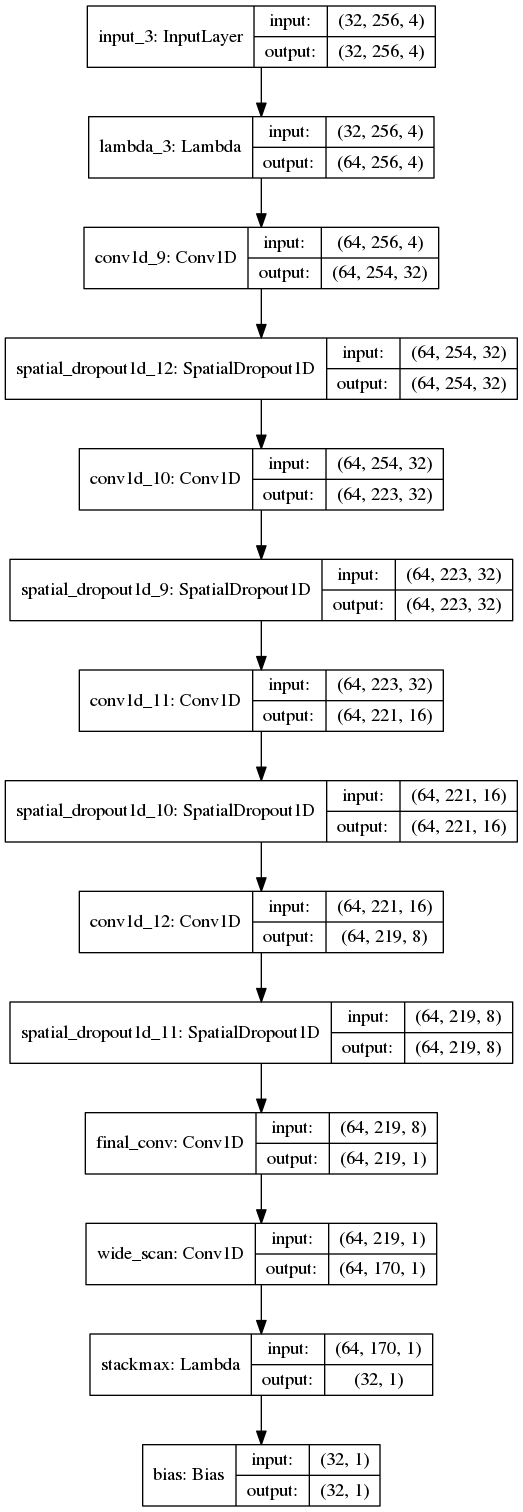 input_3: InputLayer
input: (32, 256, 4)
output: (32, 256, 4)
lambda_3: Lambda
input: (32, 256, 4)
output: (64, 256, 4)
conv1d_9: Conv1D
input: (64, 256, 4)
output: (64, 254, 32)
spatial_dropout1d_12: SpatialDropout1D
input: (64, 254, 32)
output: (64, 254, 32)
conv1d_10: Conv1D
input: (64, 254, 32)
output: (64, 223, 32)
spatial_dropout1d_9: SpatialDropout1D
input: (64, 223, 32)
output: (64, 223, 32)
conv1d_11: Conv1D
input: (64, 223, 32)
output: (64, 221, 16)
spatial_dropout1d_10: SpatialDropout1D
input: (64, 221, 16)
output: (64, 221, 16)
conv1d_12: Conv1D
input: (64, 221, 16)
output: (64, 219, 8)
spatial_dropout1d_11: SpatialDropout1D
input: (64, 219, 8)
output: (64, 219, 8)
final_conv: Conv1D
input: (64, 219, 8)
output: (64, 219, 1)
wide_scan: Conv1D
input: (64, 219, 1)
output: (64, 170, 1)
stackmax: Lambda
input: (64, 170, 1)
output: (32, 1)
bias: Bias
input: (32, 1)
output: (32, 1)